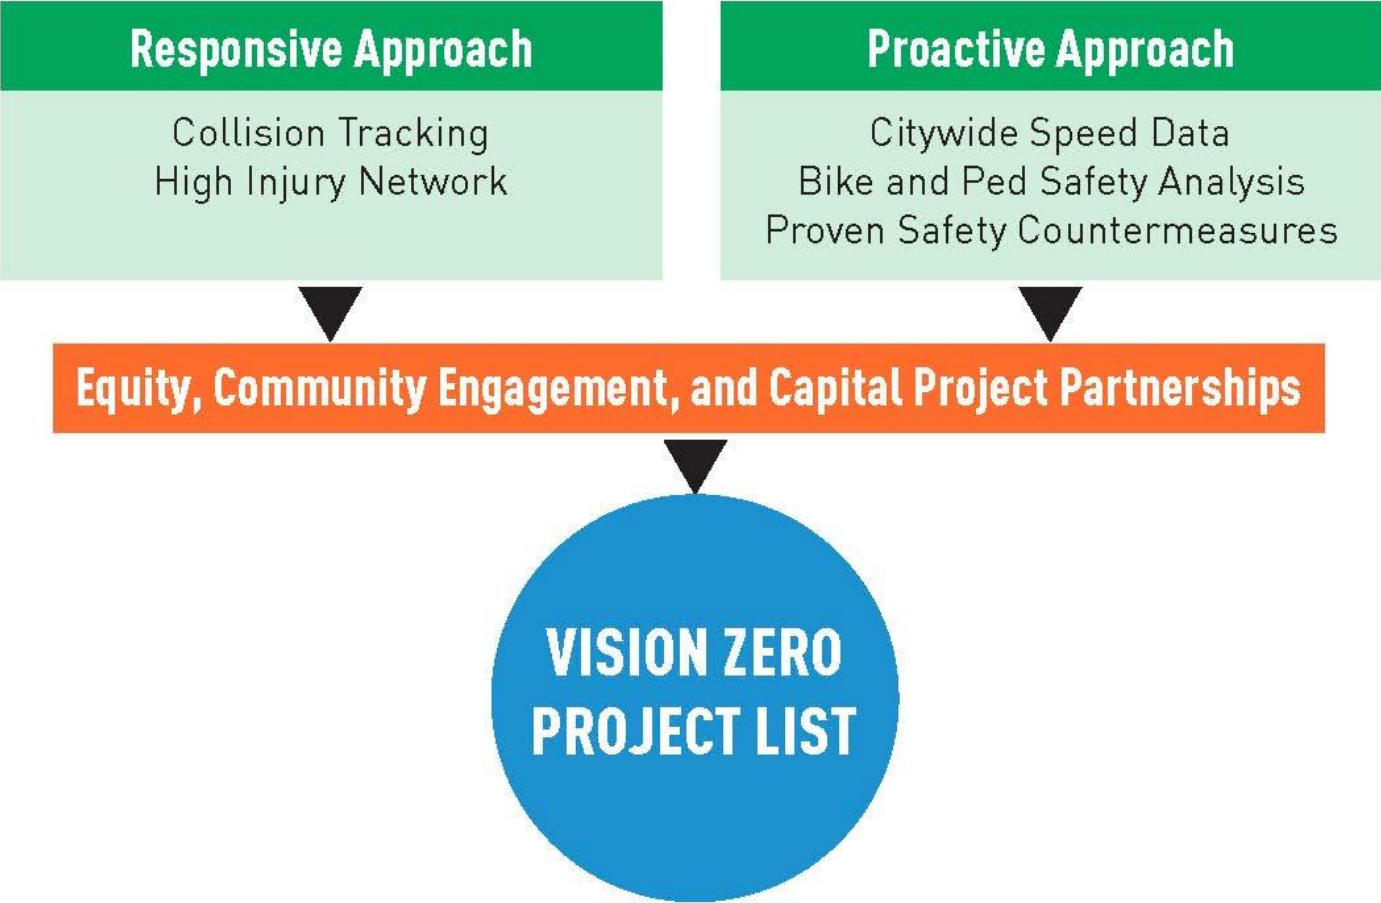 Responsive Approach
Collision Tracking
High Injury Network
Proactive Approach
Citywide Speed Data
Bike and Ped Safety Analysis
Proven Safety Countermeasures
Equity, Community Engagement, and Capital Project Partnerships
VISION ZERO
PROJECT LIST